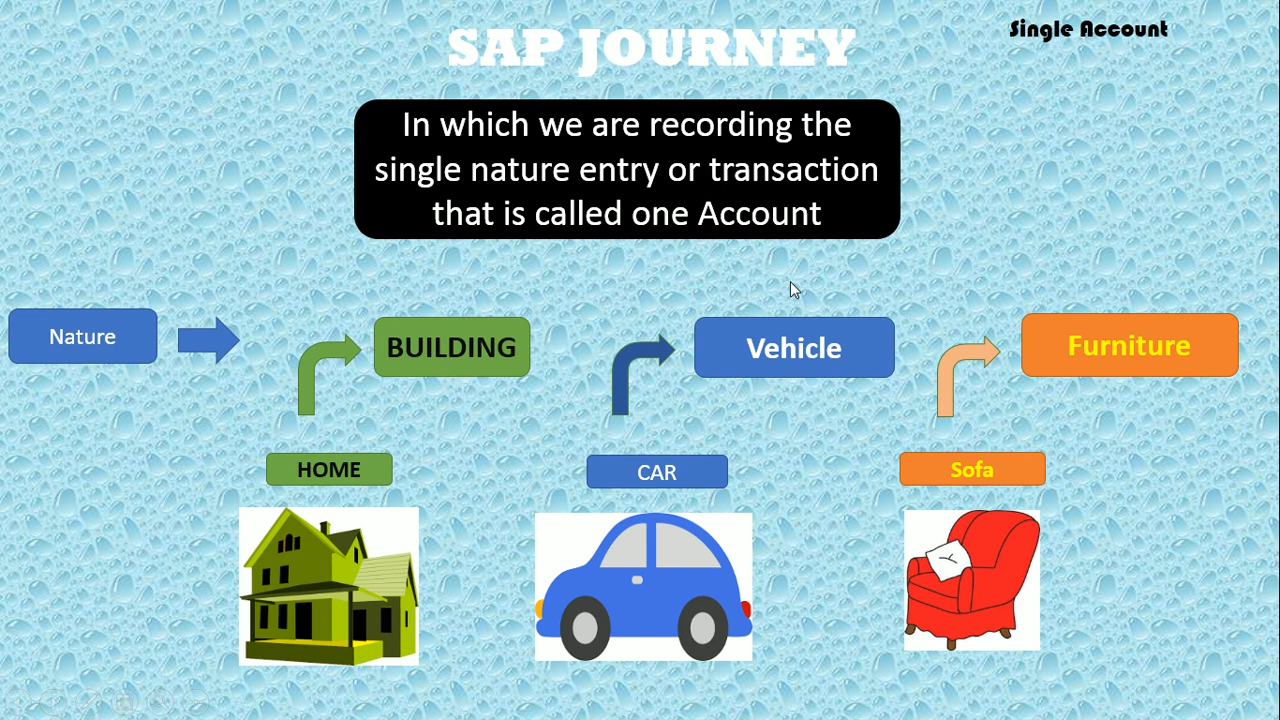 Single Account
SAP JOURNEY
In which we are recording the
single nature entry or transaction
that is called one Account
Nature
BUILDING
Vehicle
Furniture
HOME
CAR
Sofa